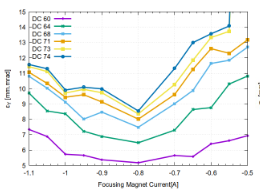 DC 60
DC 64
DC 68
DC 71
DC 73
DC 74
15
14
13
12
11
10
9
8
7
6
5
-1.1 -1 -0.9 -0.8 -0.7 -0.6 -0.5
Focusing Magnet Current[A]
[mm.mrad]